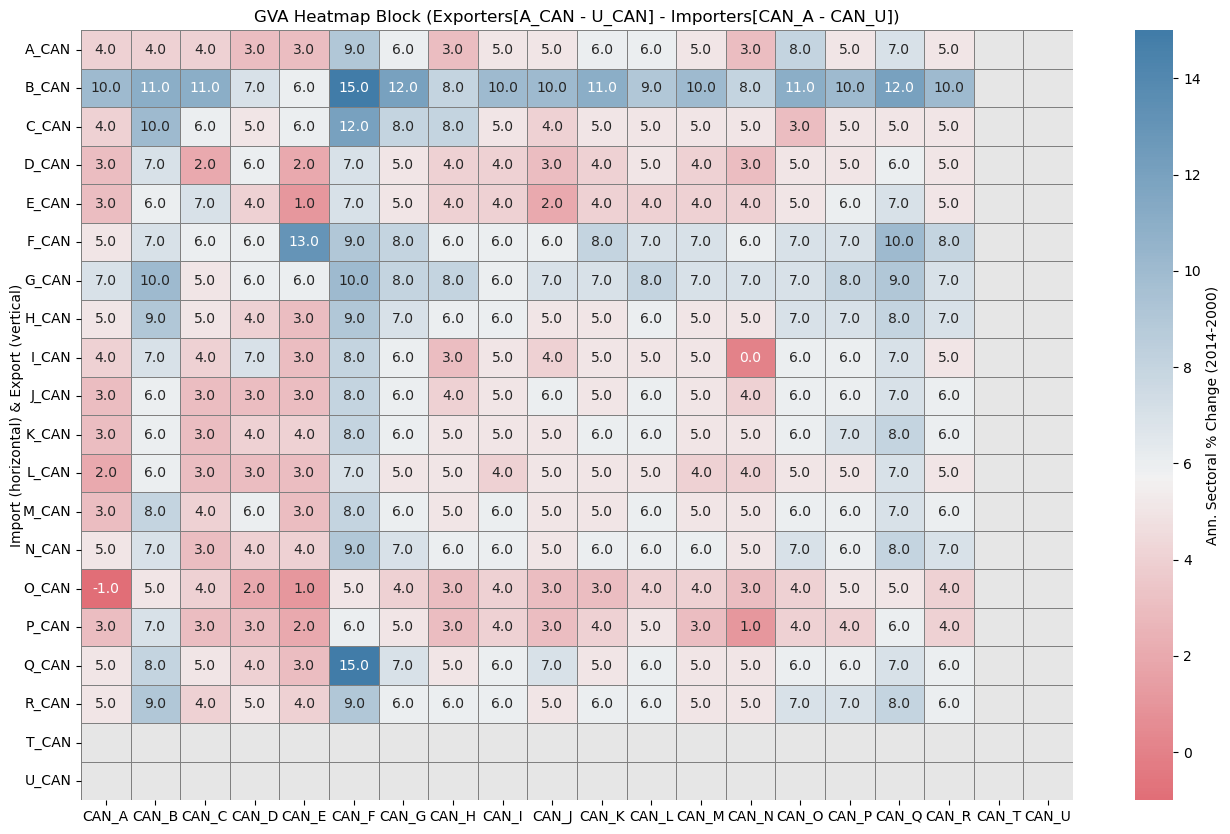 GVA Heatmap Block (Exporters[A_CAN - U_CAN] - Importers[CAN_A - CAN_U])
Import (horizontal) & Export (vertical)
A_CAN 4.0 4.0 4.0 3.0 3.0 9.0 6.0 3.0 5.0 5.0 6.0 6.0 5.0 3.0 8.0 5.0 7.0 5.0
B_CAN 10.0 11.0 11.0 7.0 6.0 15.0 12.0 8.0 10.0 10.0 11.0 9.0 10.0 8.0 11.0 10.0 12.0 10.0
C_CAN 4.0 10.0 6.0 5.0 6.0 12.0 8.0 8.0 5.0 4.0 5.0 5.0 5.0 5.0 3.0 5.0 5.0 5.0
D_CAN 3.0 7.0 2.0 6.0 2.0 7.0 5.0 4.0 4.0 3.0 4.0 5.0 4.0 3.0 5.0 5.0 6.0 5.0
E_CAN 3.0 6.0 7.0 4.0 1.0 7.0 5.0 4.0 4.0 2.0 4.0 4.0 4.0 4.0 5.0 6.0 7.0 5.0
F_CAN 5.0 7.0 6.0 6.0 13.0 9.0 8.0 6.0 6.0 6.0 8.0 7.0 7.0 6.0 7.0 7.0 10.0 8.0
G_CAN 7.0 10.0 5.0 6.0 6.0 10.0 8.0 8.0 6.0 7.0 7.0 8.0 7.0 7.0 7.0 8.0 9.0 7.0
H_CAN 5.0 9.0 5.0 4.0 3.0 9.0 7.0 6.0 6.0 5.0 5.0 6.0 5.0 5.0 7.0 7.0 8.0 7.0
I_CAN 4.0 7.0 4.0 7.0 3.0 8.0 6.0 3.0 5.0 4.0 5.0 5.0 5.0 0.0 6.0 6.0 7.0 5.0
J_CAN 3.0 6.0 3.0 3.0 3.0 8.0 6.0 4.0 5.0 6.0 5.0 6.0 5.0 4.0 6.0 6.0 7.0 6.0
K_CAN 3.0 6.0 3.0 4.0 4.0 8.0 6.0 5.0 5.0 5.0 6.0 6.0 5.0 5.0 6.0 7.0 8.0 6.0
L_CAN 2.0 6.0 3.0 3.0 3.0 7.0 5.0 5.0 4.0 5.0 5.0 5.0 4.0 4.0 5.0 5.0 7.0 5.0
M_CAN 3.0 8.0 4.0 6.0 3.0 8.0 6.0 5.0 6.0 5.0 5.0 6.0 5.0 5.0 6.0 6.0 7.0 6.0
N_CAN 5.0 7.0 3.0 4.0 4.0 9.0 7.0 6.0 6.0 5.0 6.0 6.0 6.0 5.0 7.0 6.0 8.0 7.0
O_CAN -1.0 5.0 4.0 2.0 1.0 5.0 4.0 3.0 4.0 3.0 3.0 4.0 4.0 3.0 4.0 5.0 5.0 4.0
P_CAN 3.0 7.0 3.0 3.0 2.0 6.0 5.0 3.0 4.0 3.0 4.0 5.0 3.0 1.0 4.0 4.0 6.0 4.0
Q_CAN 5.0 8.0 5.0 4.0 3.0 15.0 7.0 5.0 6.0 7.0 5.0 6.0 5.0 5.0 6.0 6.0 7.0 6.0
R_CAN 5.0 9.0 4.0 5.0 4.0 9.0 6.0 6.0 6.0 5.0 6.0 6.0 5.0 5.0 7.0 7.0 8.0 6.0
T_CAN
U_CAN
CAN_A CAN_B CAN_C CAN_D CAN_E CAN_F CAN_G CAN_H CAN_I CAN_J CAN_K CAN_L CAN_M CAN_N CAN_O CAN_P CAN_Q CAN_R CAN_T CAN_U
14
12
10
8
6
4
2
0
Ann. Sectoral % Change (2014-2000)